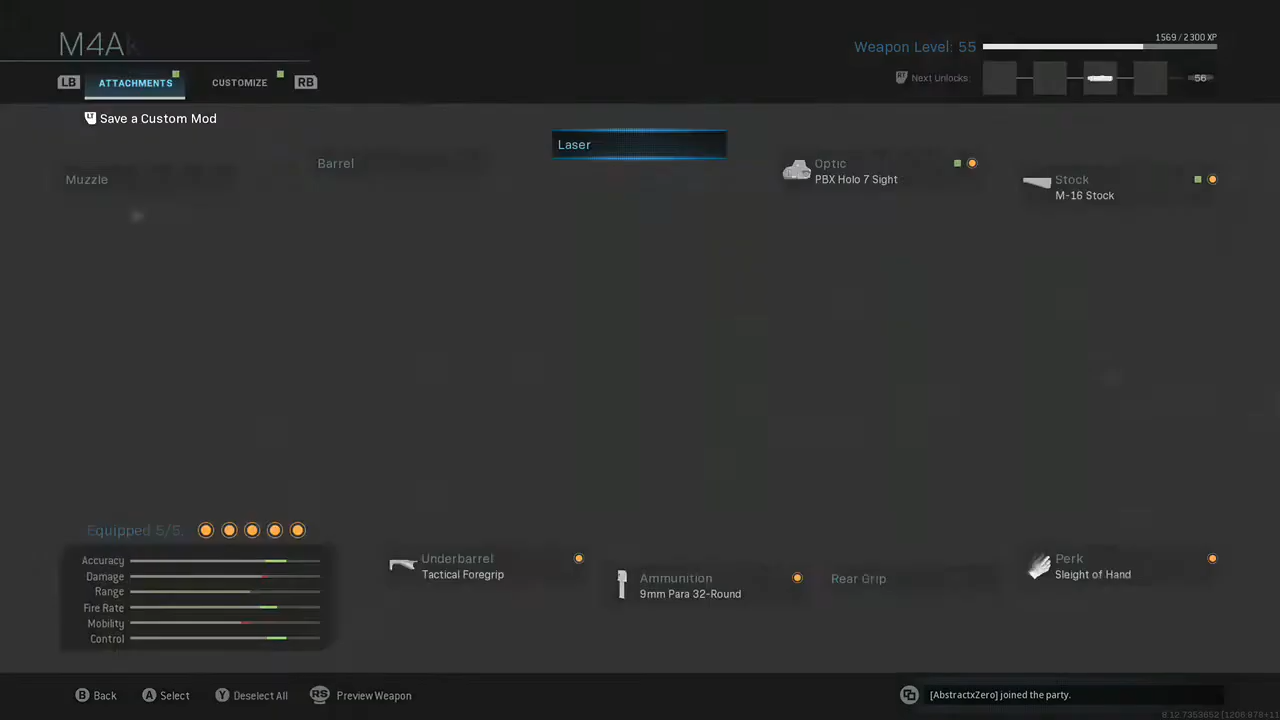 M4A
1569 / 2300 XP
Weapon Level: 55
LB ATTACHMENTS CUSTOMIZE RB
RT Next Unlocks: 56
LT Save a Custom Mod
Laser
Muzzle
Barrel
Optic
PBX Holo 7 Sight
Stock
M-16 Stock
Equipped 5/5
Accuracy
Damage
Range
Fire Rate
Mobility
Control
Underbarrel
Tactical Foregrip
Ammunition
9mm Para 32-Round
Rear Grip
Perk
Sleight of Hand
B Back A Select Y Deselect All RS Preview Weapon
[AbstractxZero] joined the party.